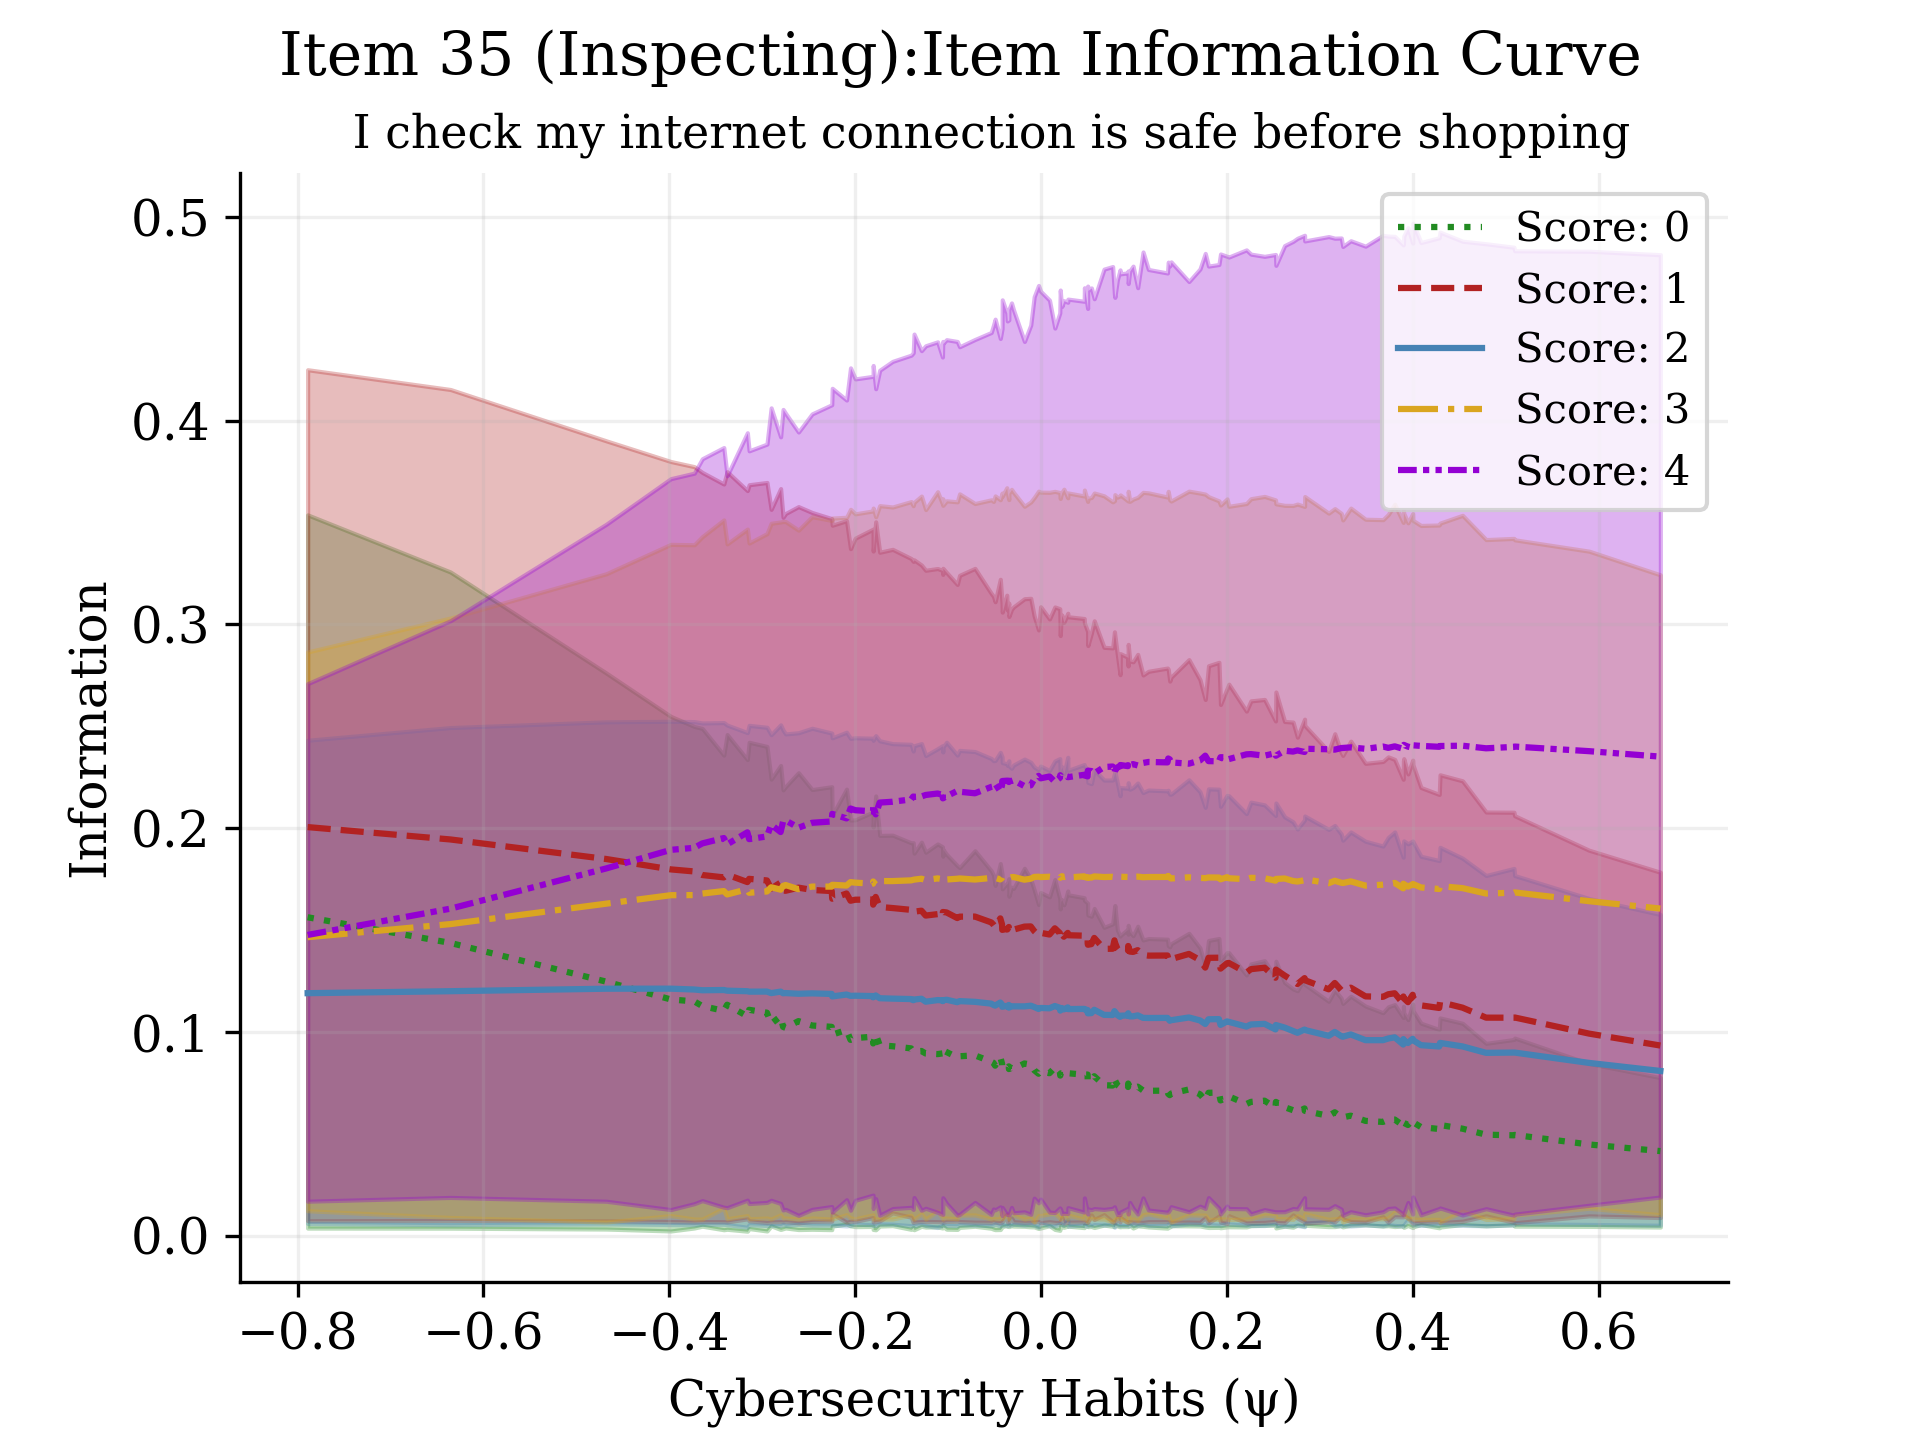 Item 35 (Inspecting):Item Information Curve
I check my internet connection is safe before shopping
Score: 0
Score: 1
Score: 2
Score: 3
Score: 4
Information
0.5
0.4
0.3
0.2
0.1
0.0
−0.8 −0.6 −0.4 −0.2 0.0 0.2 0.4 0.6
Cybersecurity Habits (ψ)